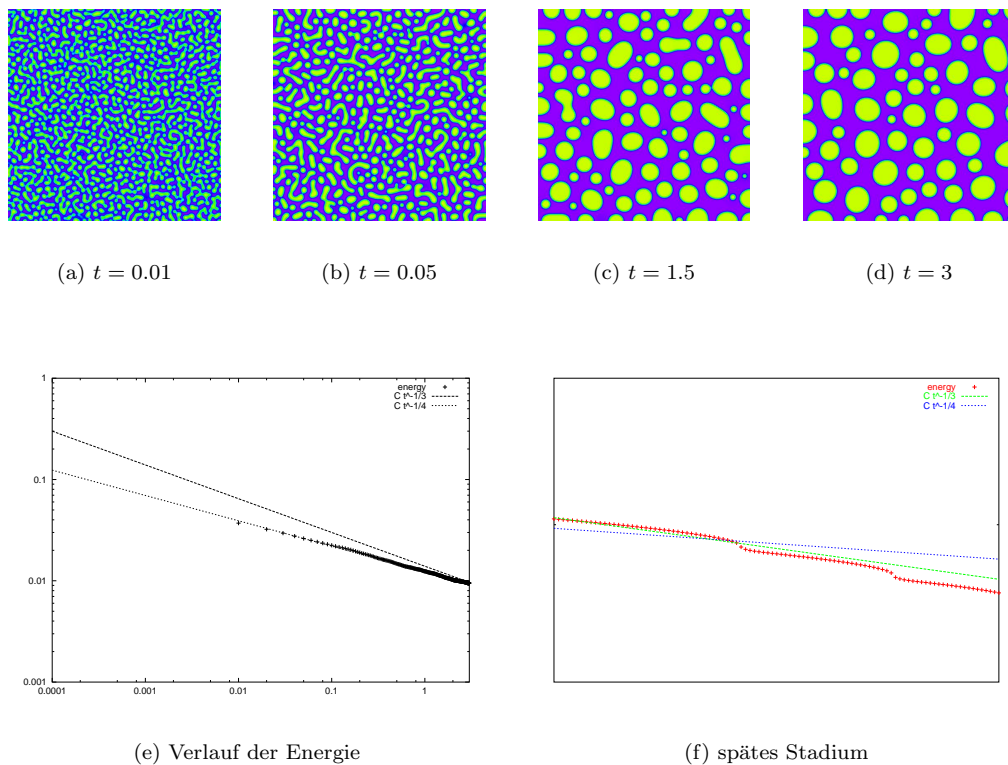 (a) t = 0.01
(b) t = 0.05
(c) t = 1.5
(d) t = 3
1
0.1
0.01
0.001
0.0001
0.001
0.01
0.1
1
energy
C t^-1/3
C t^-1/4
energy
C t^-1/3
C t^-1/4
(e) Verlauf der Energie
(f) spätes Stadium